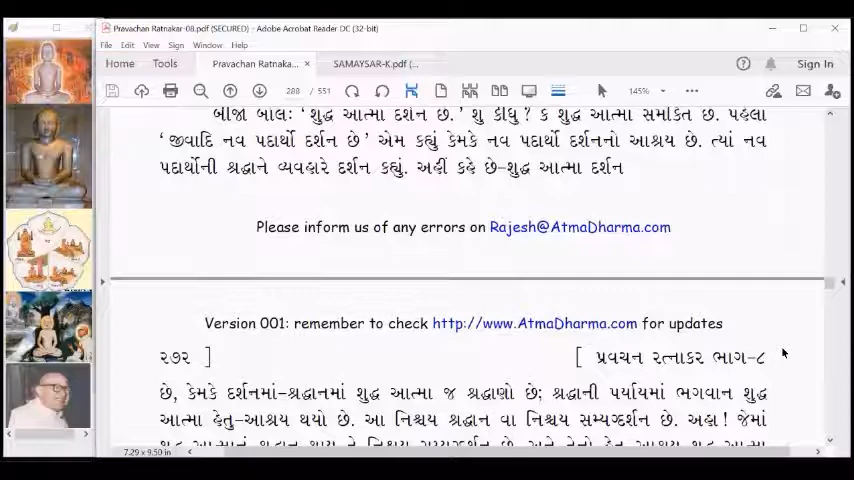 Pravachan Ratnakar-08.pdf (SECURED) - Adobe Acrobat Reader DC (32-bit)
File Edit View Sign Window Help
Home Tools Pravachan Ratnaka... × SAMAYSAR-K.pdf (... Sign In
288 / 551 145%
બીજો બોલઃ ‘શુદ્ધ આત્મા દર્શન છે.’ શું કીધું? કે શુદ્ધ આત્મા સમકિત છે. પહેલાં
‘જીવાદિ નવ પદાર્થો દર્શન છે’ એમ કહ્યું કેમકે નવ પદાર્થો દર્શનનો આશ્રય છે. ત્યાં નવ
પદાર્થોની શ્રદ્ધાને વ્યવહારે દર્શન કહ્યું. અહીં કહે છે-શુદ્ધ આત્મા દર્શન
Please inform us of any errors on Rajesh@AtmaDharma.com
Version 001: remember to check http://www.AtmaDharma.com for updates
૨૭૨ ] [ પ્રવચન રત્નાકર ભાગ-૮
છે, કેમકે દર્શનમાં-શ્રદ્ધાનમાં શુદ્ધ આત્મા જ શ્રદ્ધાણો છે; શ્રદ્ધાની પર્યાયમાં ભગવાન શુદ્ધ
આત્મા હેતુ-આશ્રય થયો છે. આ નિશ્ચય શ્રદ્ધાન વા નિશ્ચય સમ્યગ્દર્શન છે. અહા! જેમાં
7.29 x 9.50 in